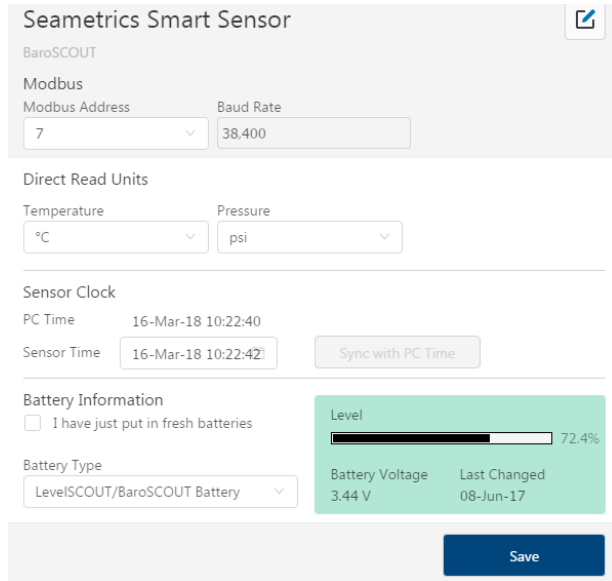 Seametrics Smart Sensor
BaroSCOUT
Modbus
Modbus Address Baud Rate
7 38,400
Direct Read Units
Temperature Pressure
°C psi
Sensor Clock
PC Time 16-Mar-18 10:22:40
Sensor Time 16-Mar-18 10:22:42 Sync with PC Time
Battery Information
I have just put in fresh batteries
Level
72.4%
Battery Type
LevelSCOUT/BaroSCOUT Battery
Battery Voltage Last Changed
3.44 V 08-Jun-17
Save